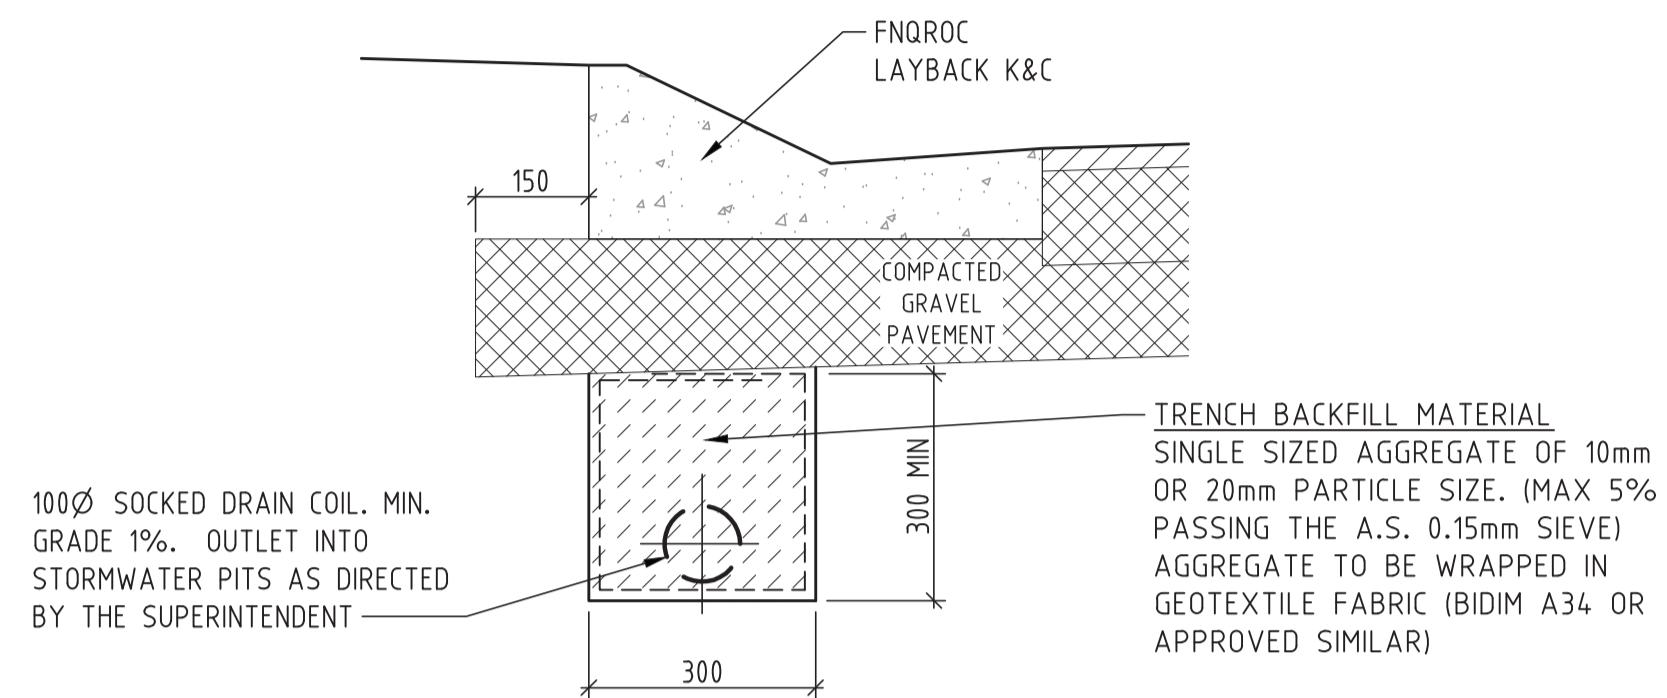 FNQROC
LAYBACK K&C
150
COMPACTED
GRAVEL
PAVEMENT
300 MIN
TRENCH BACKFILL MATERIAL
SINGLE SIZED AGGREGATE OF 10mm
OR 20mm PARTICLE SIZE. (MAX 5%
PASSING THE A.S. 0.15mm SIEVE)
AGGREGATE TO BE WRAPPED IN
GEOTEXTILE FABRIC (BIDIM A34 OR
APPROVED SIMILAR)
100Ø SOCKED DRAIN COIL. MIN.
GRADE 1%. OUTLET INTO
STORMWATER PITS AS DIRECTED
BY THE SUPERINTENDENT
300